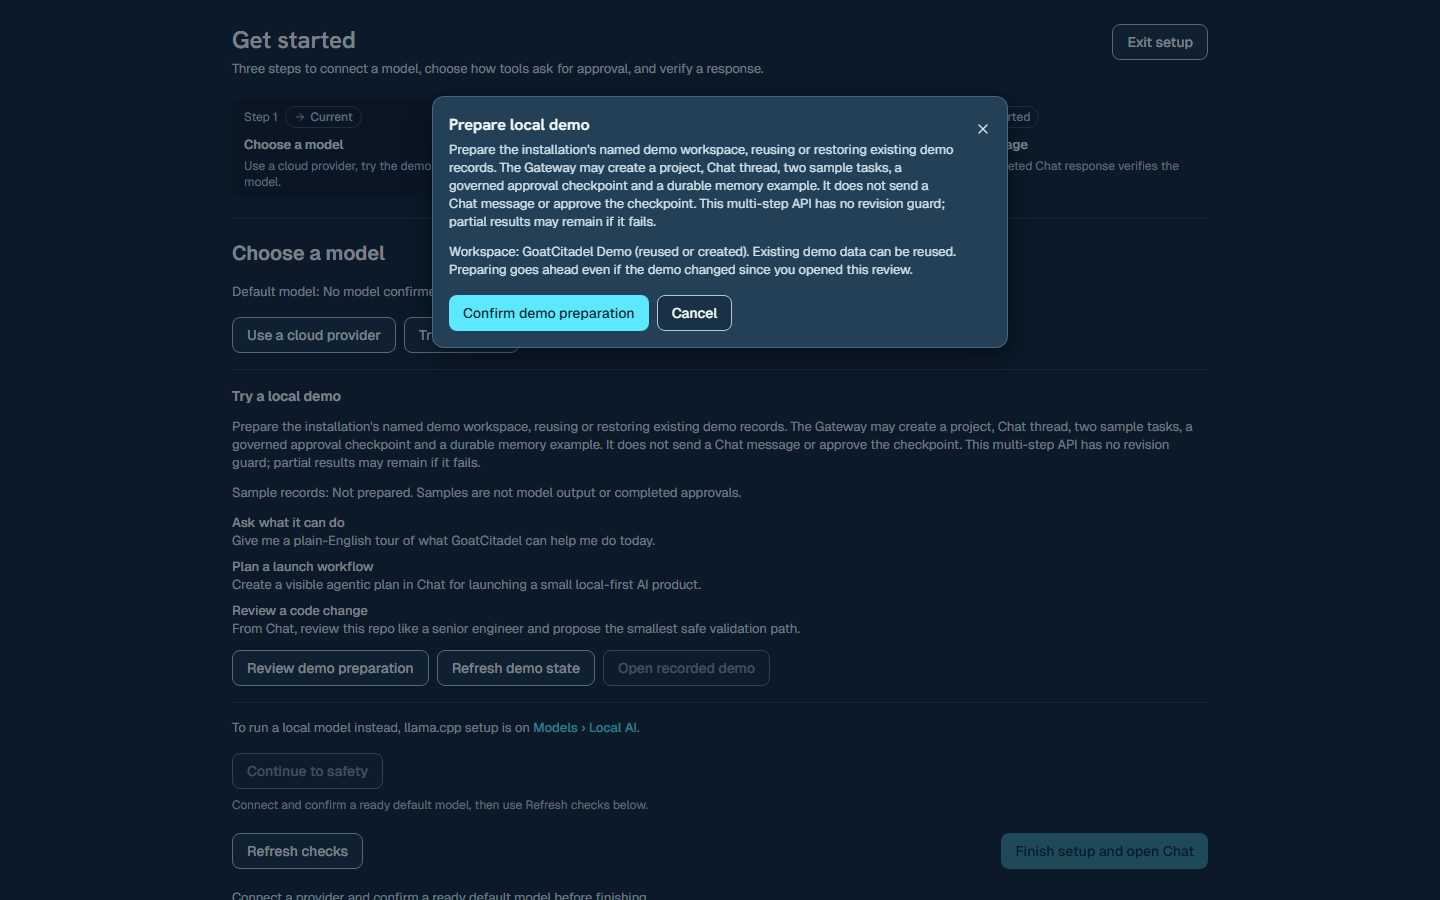 Get started
Exit setup
Three steps to connect a model, choose how tools ask for approval, and verify a response.
Step 1
→ Current
Choose a model
Use a cloud provider, try the demo
model.
rted
age
eted Chat response verifies the
Prepare local demo
Prepare the installation's named demo workspace, reusing or restoring existing demo
records. The Gateway may create a project, Chat thread, two sample tasks, a
governed approval checkpoint and a durable memory example. It does not send a
Chat message or approve the checkpoint. This multi-step API has no revision guard;
partial results may remain if it fails.
Workspace: GoatCitadel Demo (reused or created). Existing demo data can be reused.
Preparing goes ahead even if the demo changed since you opened this review.
Confirm demo preparation
Cancel
Choose a model
Default model: No model confirme
Use a cloud provider
Tr
Try a local demo
Prepare the installation's named demo workspace, reusing or restoring existing demo records. The Gateway may create a project, Chat thread, two sample tasks, a
governed approval checkpoint and a durable memory example. It does not send a Chat message or approve the checkpoint. This multi-step API has no revision
guard; partial results may remain if it fails.
Sample records: Not prepared. Samples are not model output or completed approvals.
Ask what it can do
Give me a plain-English tour of what GoatCitadel can help me do today.
Plan a launch workflow
Create a visible agentic plan in Chat for launching a small local-first AI product.
Review a code change
From Chat, review this repo like a senior engineer and propose the smallest safe validation path.
Review demo preparation
Refresh demo state
Open recorded demo
To run a local model instead, llama.cpp setup is on Models › Local AI.
Continue to safety
Connect and confirm a ready default model, then use Refresh checks below.
Refresh checks
Finish setup and open Chat
Connect a provider and confirm a ready default model before finishing.